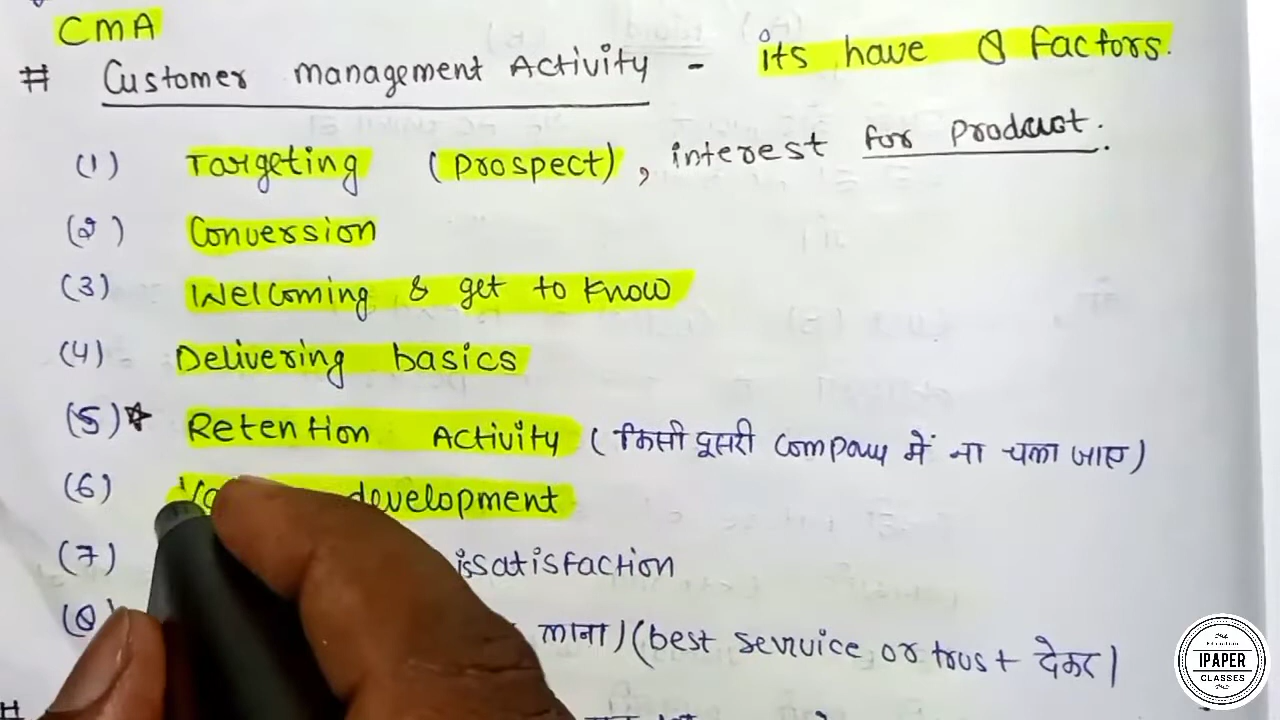 CMA
# Customer management Activity - its have 8 factors.
(1) Targeting (prospect), interest for product.
(2) Conversion
(3) Welcoming & get to know
(4) Delivering basics
(5) Retention Activity (किसी दूसरी company में ना चला जाए)
(6) development
(7) issatisfaction
(8) लाना) (best service or trust देकर)
IPAPER
CLASSES